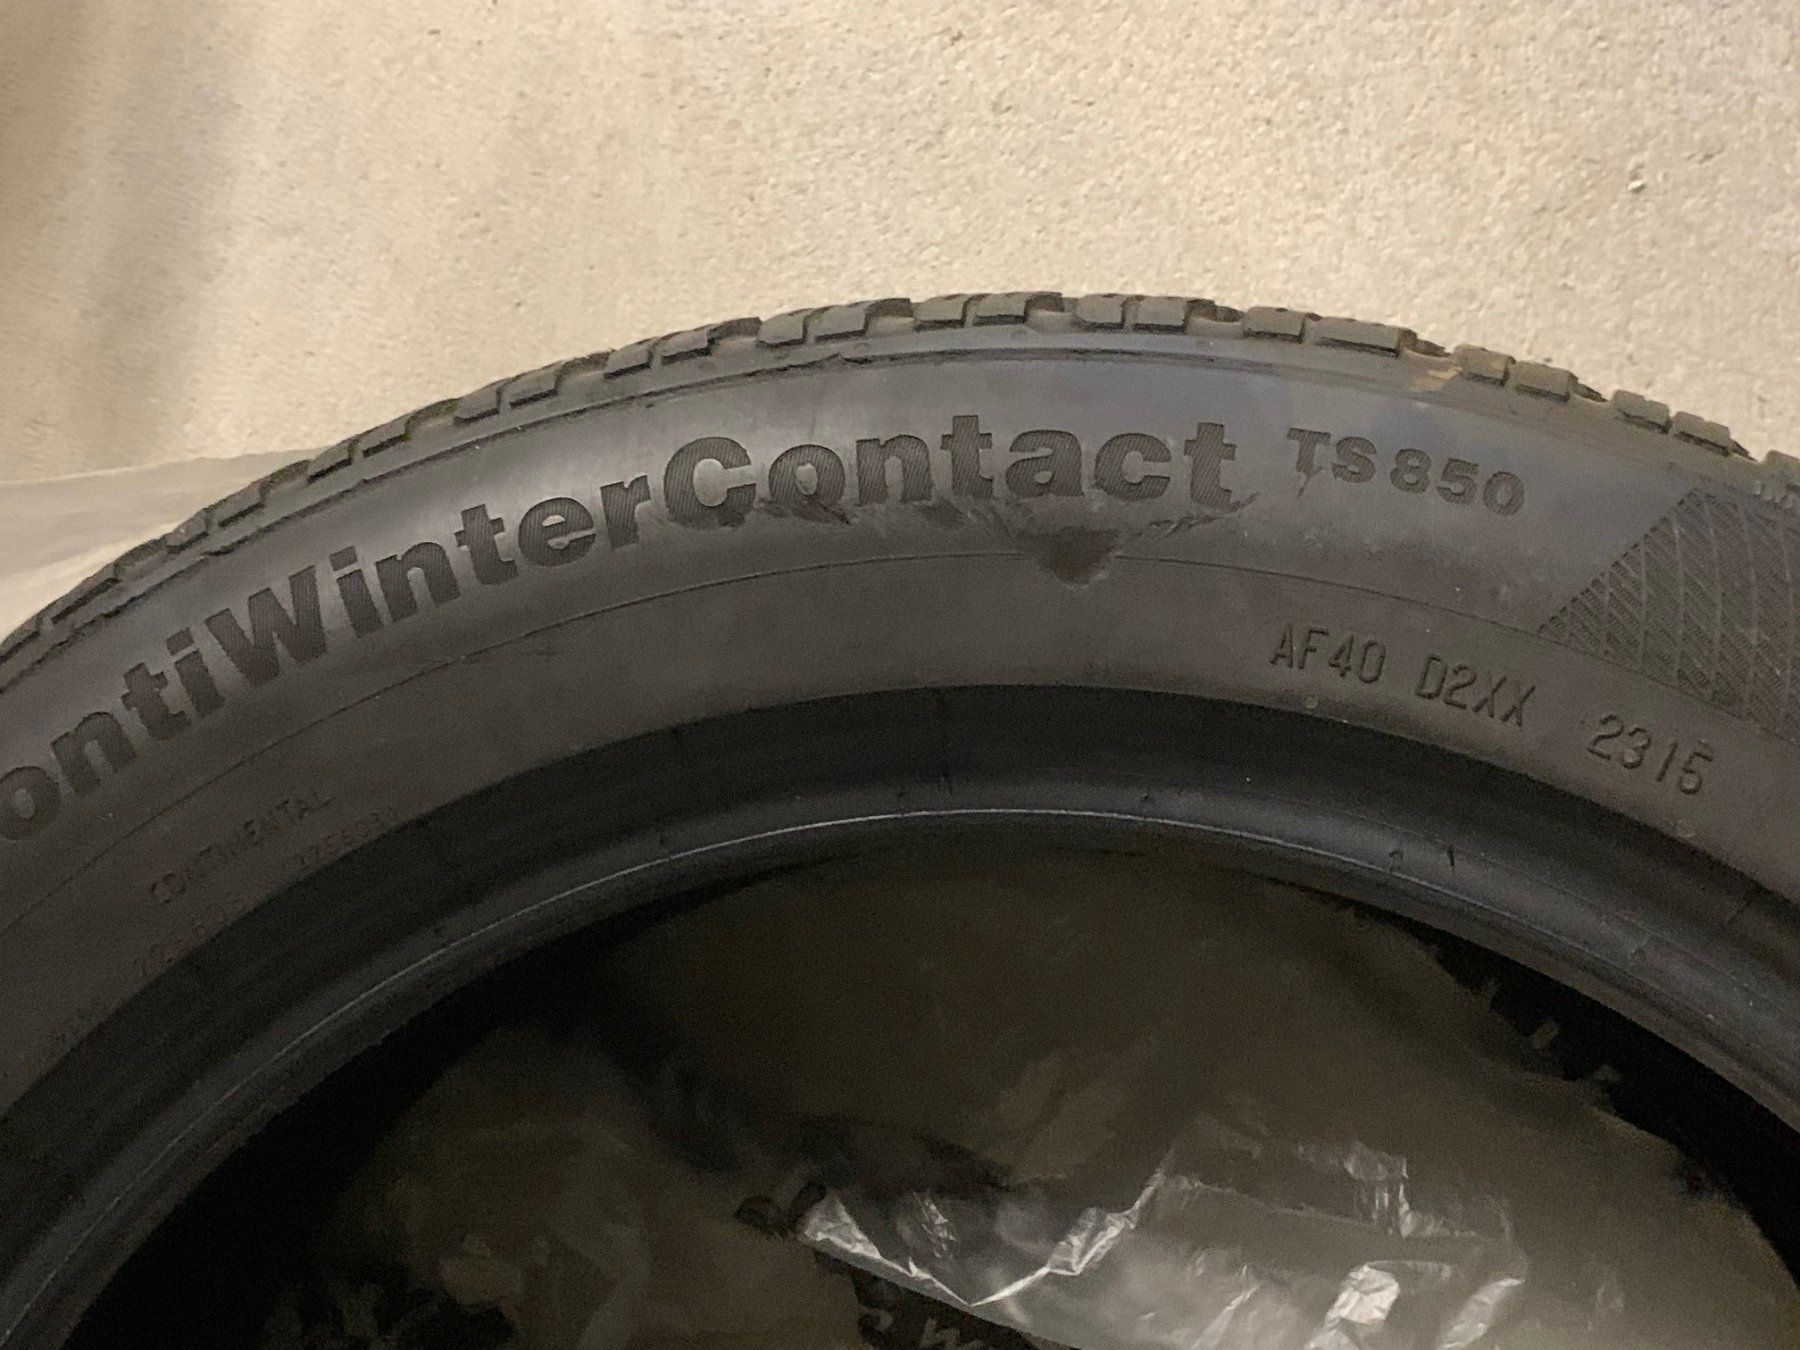 ontiWinterContact TS850
AF40 D2XX 2315
CONTINENTAL